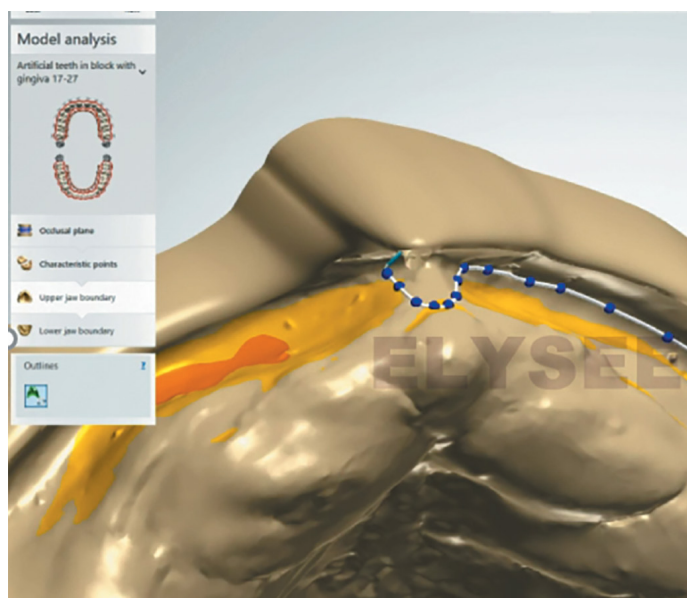 Model analysis
Artificial teeth in block with
gingiva 17-27
Occlusal plane
Characteristic points
Upper jaw boundary
Lower jaw boundary
Outlines
ELYSEE